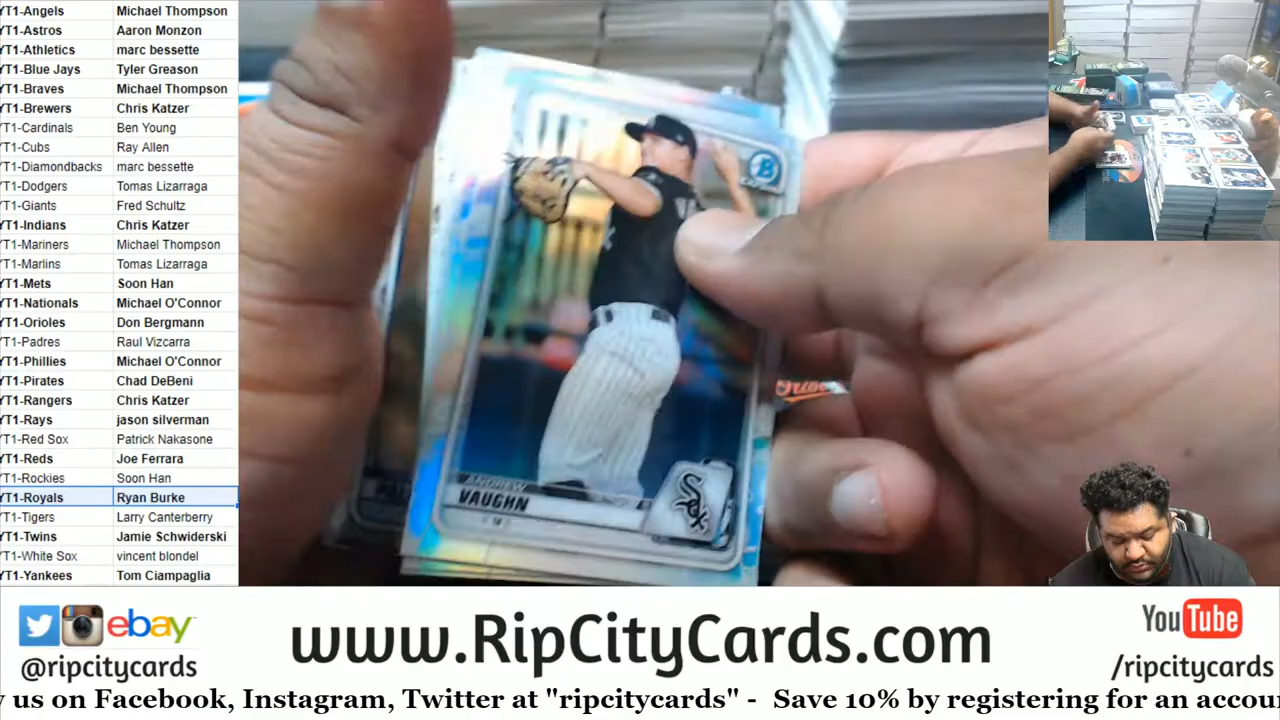 YT1-Angels Michael Thompson
YT1-Astros Aaron Monzon
YT1-Athletics marc bessette
YT1-Blue Jays Tyler Greason
YT1-Braves Michael Thompson
YT1-Brewers Chris Katzer
YT1-Cardinals Ben Young
YT1-Cubs Ray Allen
YT1-Diamondbacks marc bessette
YT1-Dodgers Tomas Lizarraga
YT1-Giants Fred Schultz
YT1-Indians Chris Katzer
YT1-Mariners Michael Thompson
YT1-Marlins Tomas Lizarraga
YT1-Mets Soon Han
YT1-Nationals Michael O'Connor
YT1-Orioles Don Bergmann
YT1-Padres Raul Vizcarra
YT1-Phillies Michael O'Connor
YT1-Pirates Chad DeBeni
YT1-Rangers Chris Katzer
YT1-Rays jason silverman
YT1-Red Sox Patrick Nakasone
YT1-Reds Joe Ferrara
YT1-Rockies Soon Han
YT1-Royals Ryan Burke
YT1-Tigers Larry Canterberry
YT1-Twins Jamie Schwiderski
YT1-White Sox vincent blondel
YT1-Yankees Tom Ciampaglia
B
ANDREW
VAUGHN
Sox
ebay
@ripcitycards
www.RipCityCards.com
YouTube
/ripcitycards
y us on Facebook, Instagram, Twitter at "ripcitycards" - Save 10% by registering for an accou